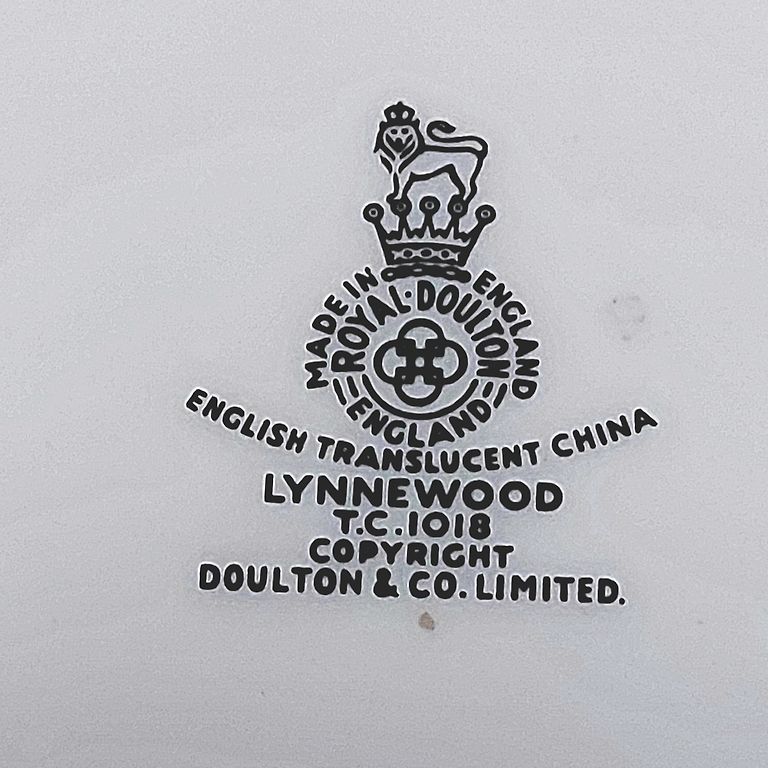 MADE IN ENGLAND
ROYAL·DOULTON
ENGLAND
ENGLISH TRANSLUCENT CHINA
LYNNEWOOD
T.C.1018
COPYRIGHT
DOULTON & CO. LIMITED.